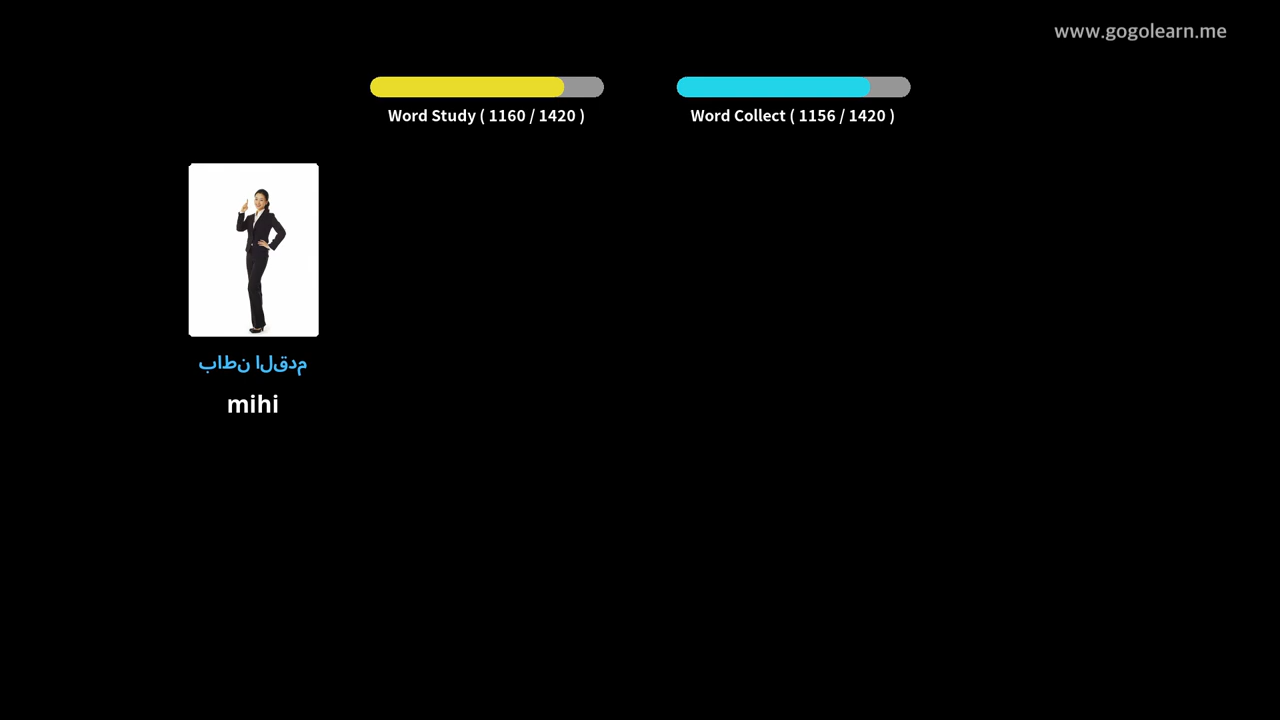 www.gogolearn.me
Word Study ( 1160 / 1420 )
Word Collect ( 1156 / 1420 )
باطن القدم
mihi